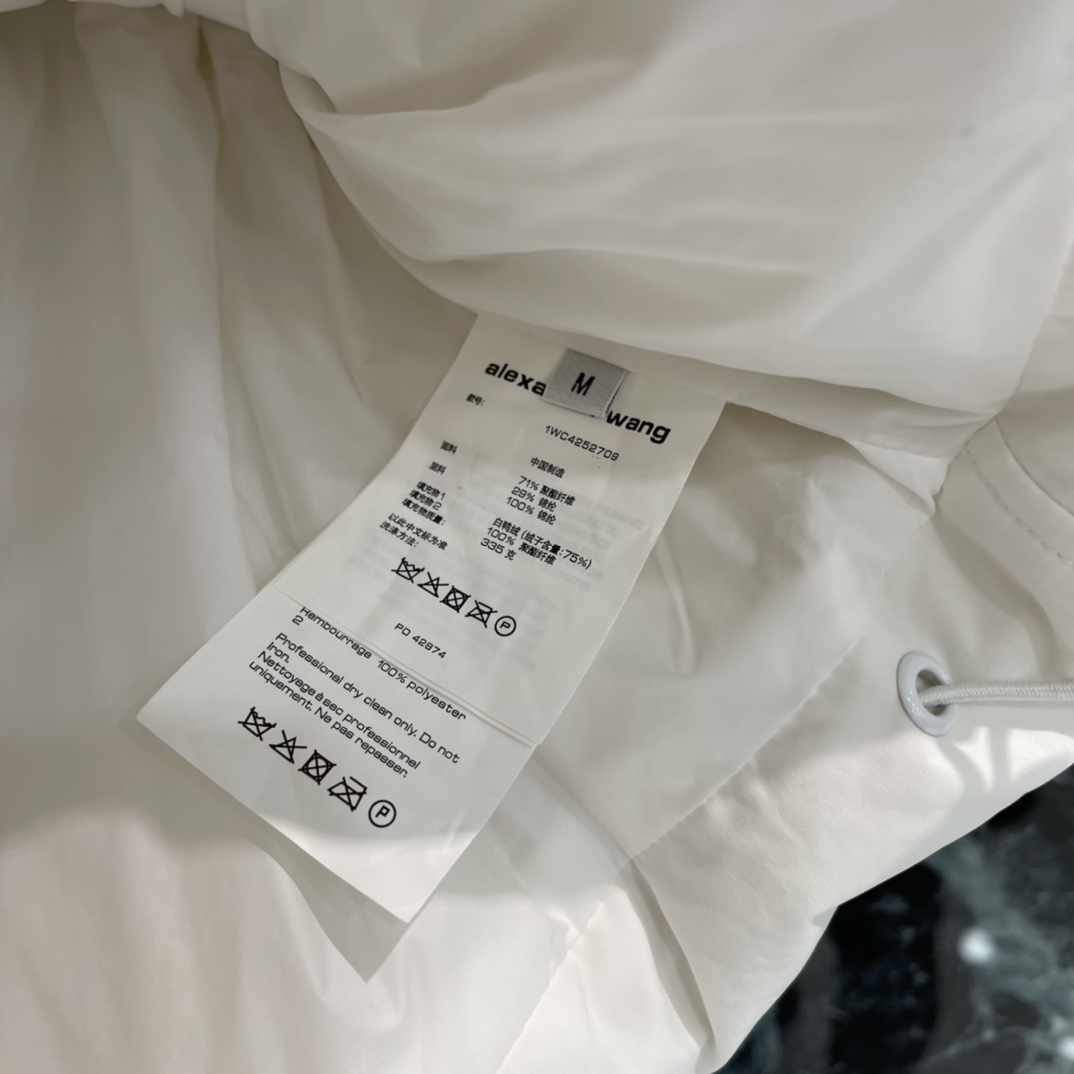 M
alexa wang
款号:
1WC4252709
中国制造
面料 71% 聚酯纤维
29% 锦纶
面料 100% 锦纶
填充物1 白鸭绒 (绒子含量:75%)
填充物2 100% 聚酯纤维
填充物质量: 335 克
以此中文标为准
洗涤方法:
P
PO 42874
Rembourrage 100% polyester
2
Professional dry clean only. Do not
iron.
Nettoyage à sec professionnel
uniquement. Ne pas repasser.
P